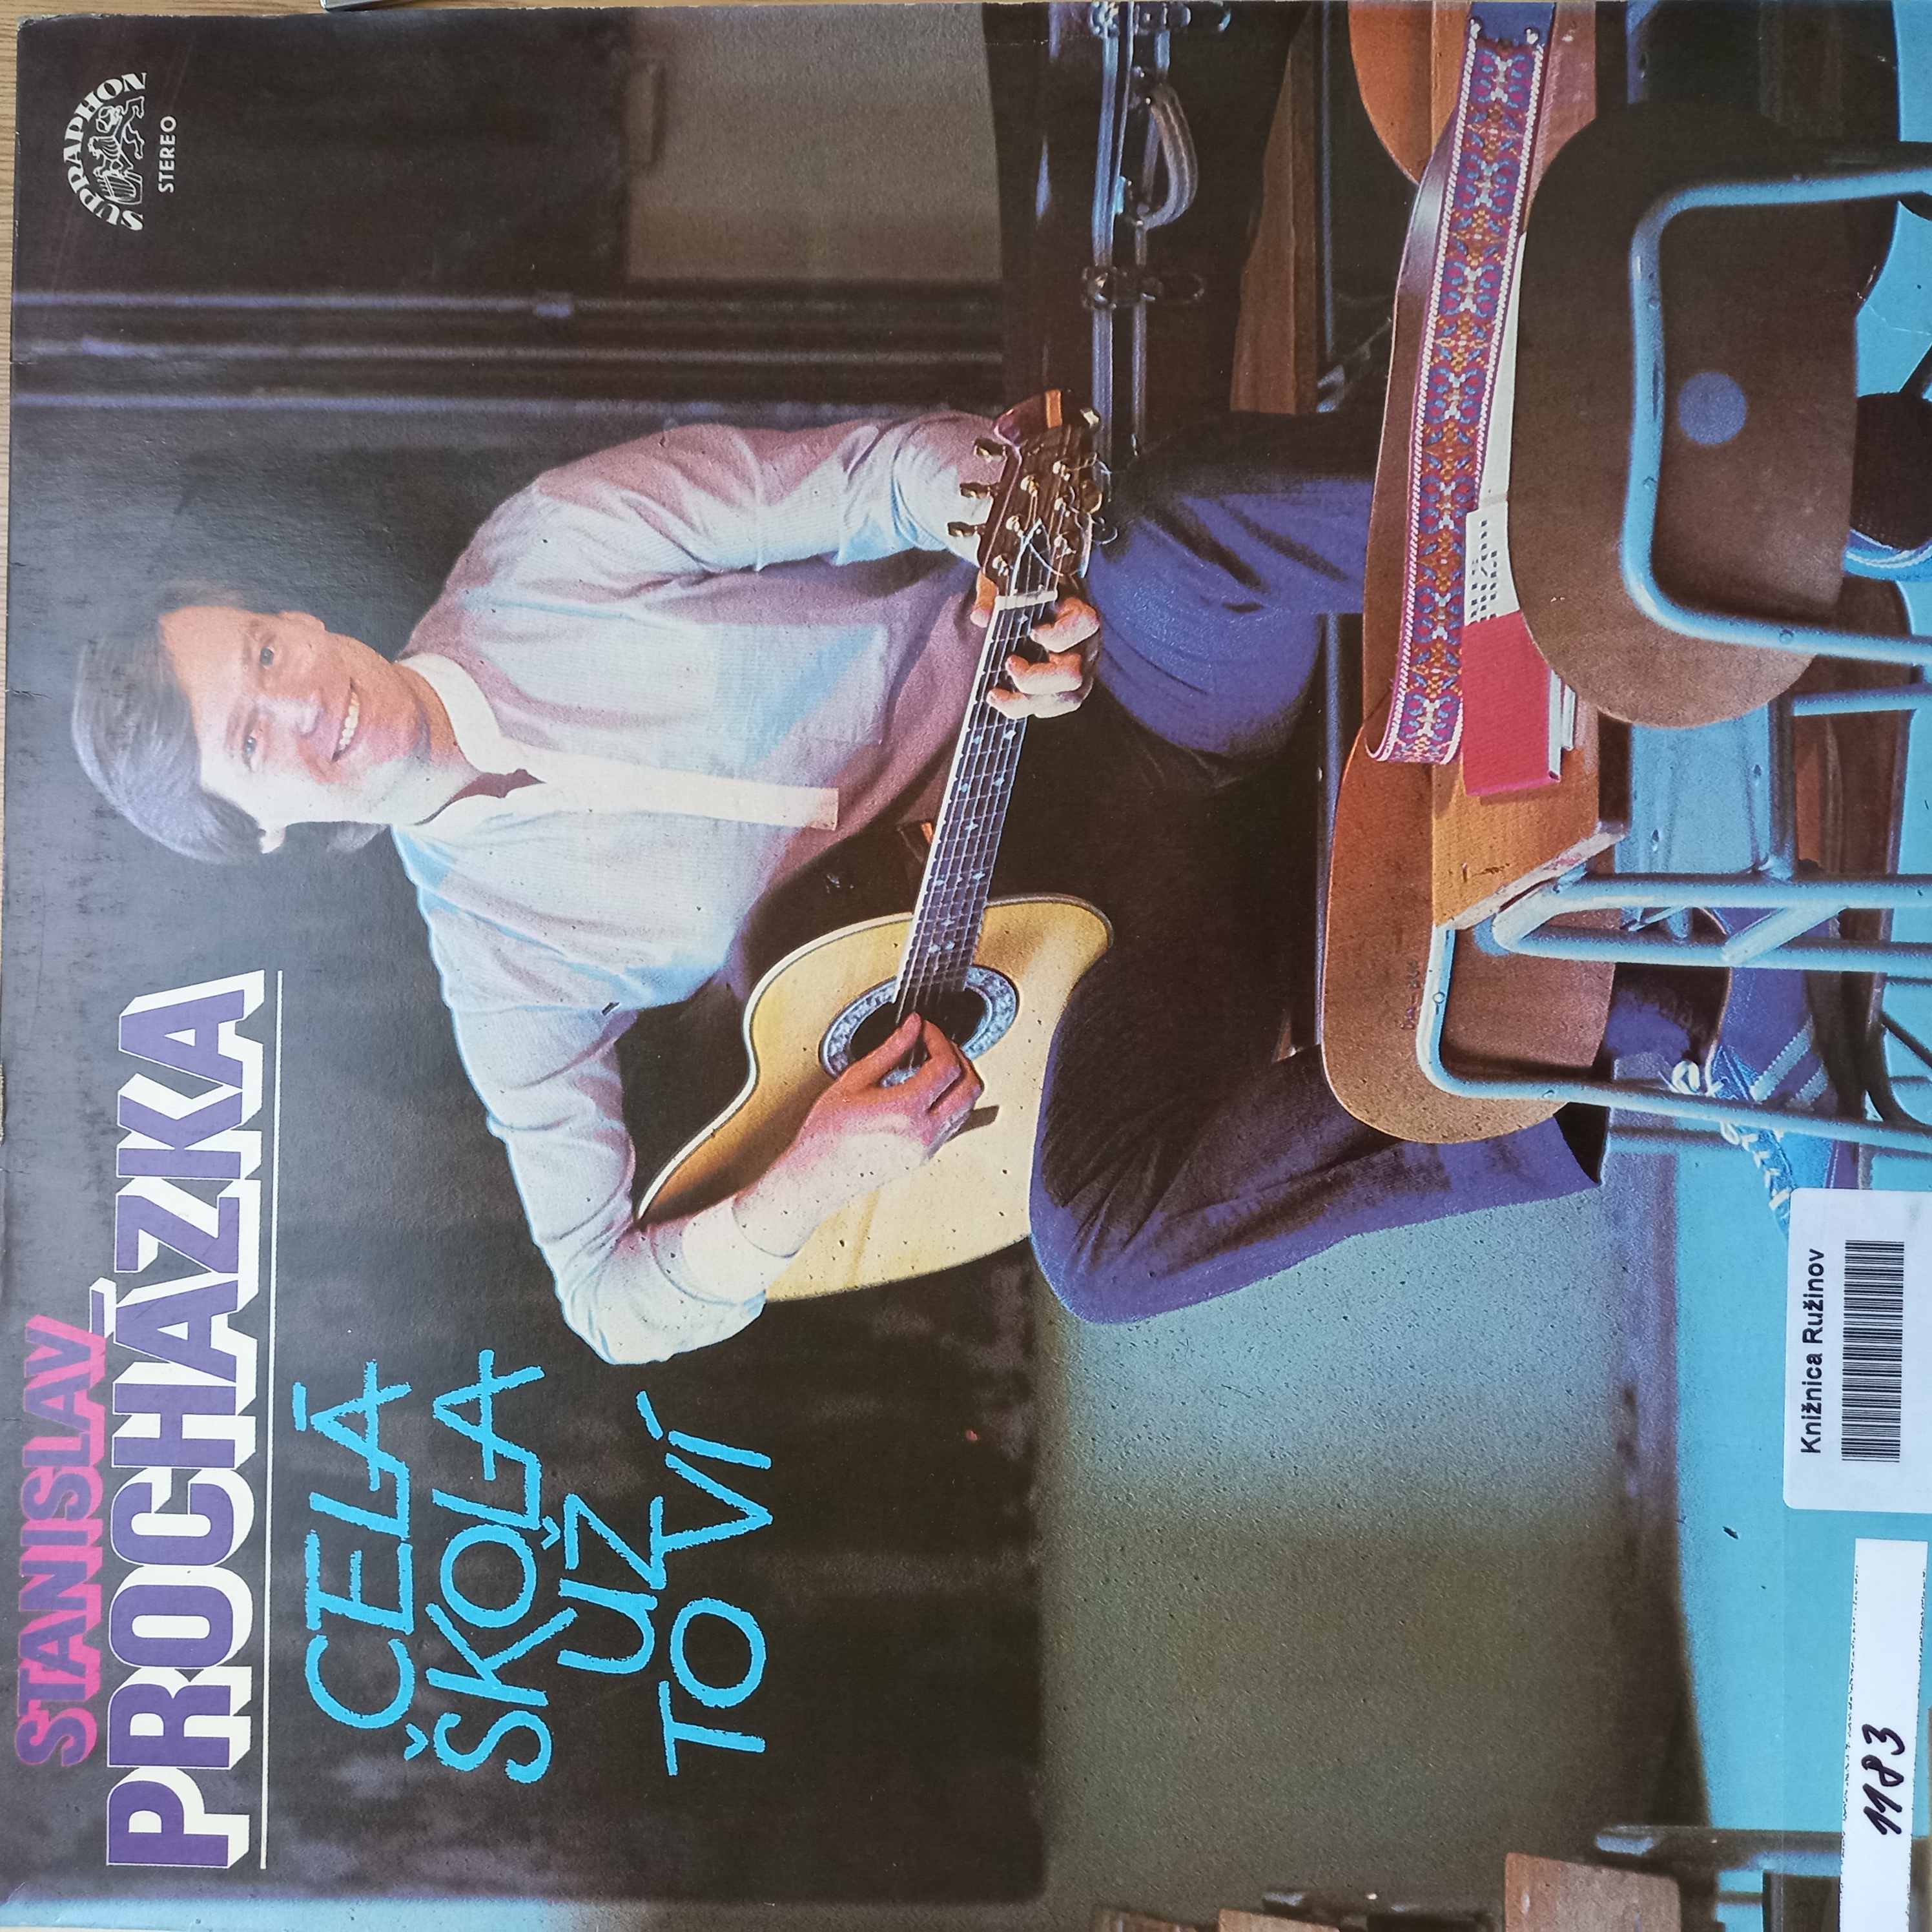 STANISLAV
PROCHÁZKA
CELÁ
ŠKOLA
UŽ
TO VÍ
SUPRAPHON
STEREO
Knižnica Ružinov
1183